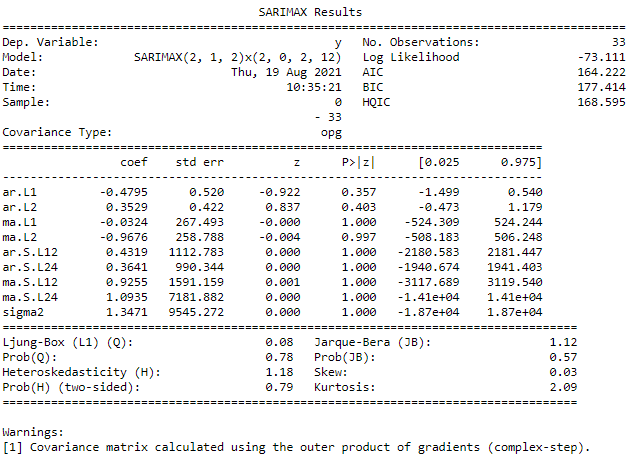 SARIMAX Results
==========================================================================================
Dep. Variable: y No. Observations: 33
Model: SARIMAX(2, 1, 2)x(2, 0, 2, 12) Log Likelihood -73.111
Date: Thu, 19 Aug 2021 AIC 164.222
Time: 10:35:21 BIC 177.414
Sample: 0 HQIC 168.595
- 33
Covariance Type: opg
==============================================================================
coef std err z P>|z| [0.025 0.975]
------------------------------------------------------------------------------
ar.L1 -0.4795 0.520 -0.922 0.357 -1.499 0.540
ar.L2 0.3529 0.422 0.837 0.403 -0.473 1.179
ma.L1 -0.0324 267.493 -0.000 1.000 -524.309 524.244
ma.L2 -0.9676 258.788 -0.004 0.997 -508.183 506.248
ar.S.L12 0.4319 1112.783 0.000 1.000 -2180.583 2181.447
ar.S.L24 0.3641 990.344 0.000 1.000 -1940.674 1941.403
ma.S.L12 0.9255 1591.159 0.001 1.000 -3117.689 3119.540
ma.S.L24 1.0935 7181.882 0.000 1.000 -1.41e+04 1.41e+04
sigma2 1.3471 9545.272 0.000 1.000 -1.87e+04 1.87e+04
===================================================================================
Ljung-Box (L1) (Q): 0.08 Jarque-Bera (JB): 1.12
Prob(Q): 0.78 Prob(JB): 0.57
Heteroskedasticity (H): 1.18 Skew: 0.03
Prob(H) (two-sided): 0.79 Kurtosis: 2.09
===================================================================================
Warnings:
[1] Covariance matrix calculated using the outer product of gradients (complex-step).